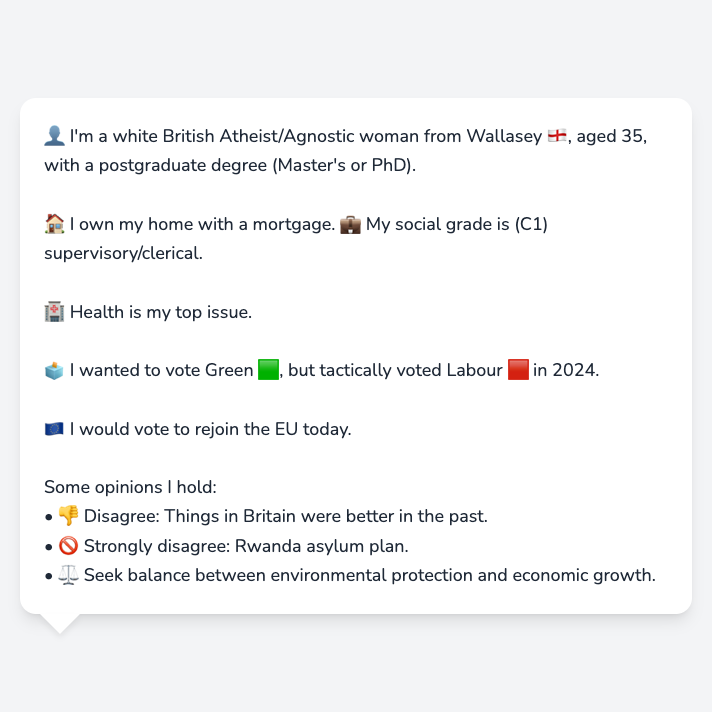 👤 I'm a white British Atheist/Agnostic woman from Wallasey 🏴󠁧󠁢󠁥󠁮󠁧󠁿, aged 35,
with a postgraduate degree (Master's or PhD).
🏠 I own my home with a mortgage. 💼 My social grade is (C1)
supervisory/clerical.
🏥 Health is my top issue.
🗳️ I wanted to vote Green 🟩, but tactically voted Labour 🟥 in 2024.
🇪🇺 I would vote to rejoin the EU today.
Some opinions I hold:
• 👎 Disagree: Things in Britain were better in the past.
• 🚫 Strongly disagree: Rwanda asylum plan.
• ⚖️ Seek balance between environmental protection and economic growth.